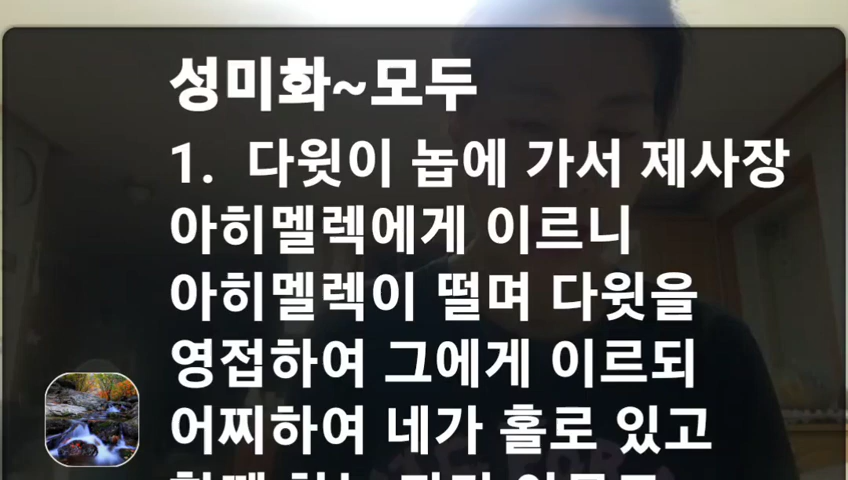 성미화~모두
1. 다윗이 놉에 가서 제사장
아히멜렉에게 이르니
아히멜렉이 떨며 다윗을
영접하여 그에게 이르되
어찌하여 네가 홀로 있고